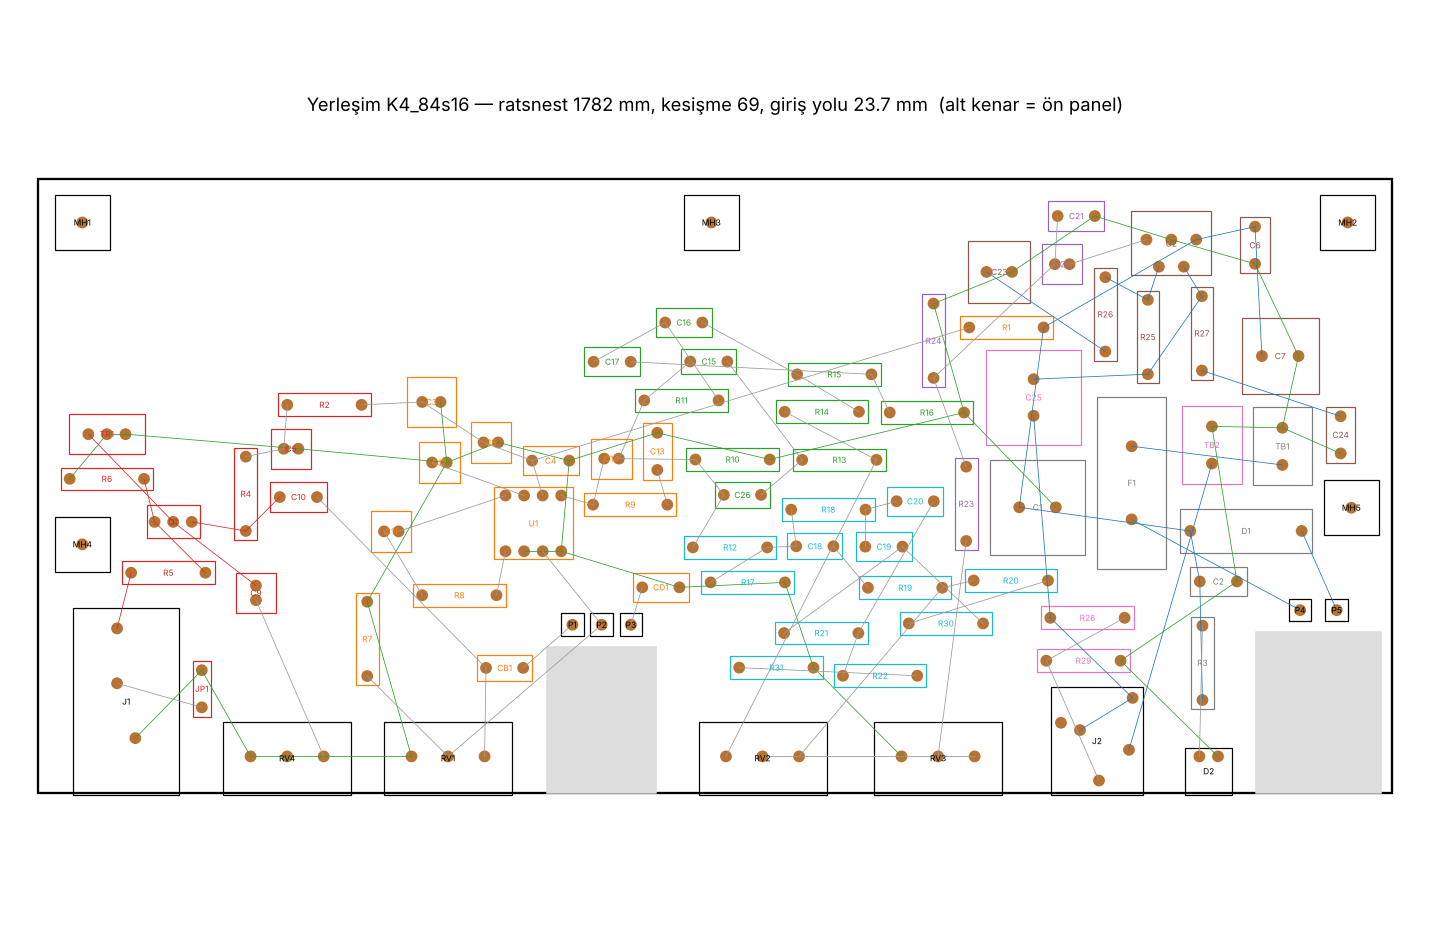 Yerleşim K4_84s16 — ratsnest 1782 mm, kesişme 69, giriş yolu 23.7 mm (alt kenar = ön panel)
MH1
MH3
MH2
C21
C6
C23
R26
R25
R27
R24
R1
C7
C16
C17
C15
R15
R2
R11
R14
R16
C25
C24
TB2
TB1
C4
C13
R10
R13
R6
R4
C10
C26
F1
R23
MH5
R9
R18
C20
U1
D1
MH4
R12
C18
C19
R5
R17
R19
R20
C2
CD1
R8
R28
P4
P5
P1
P2
P3
R30
R21
R7
R29
R3
CB1
R31
R22
JP1
J1
J2
RV4
RV1
RV2
RV3
D2